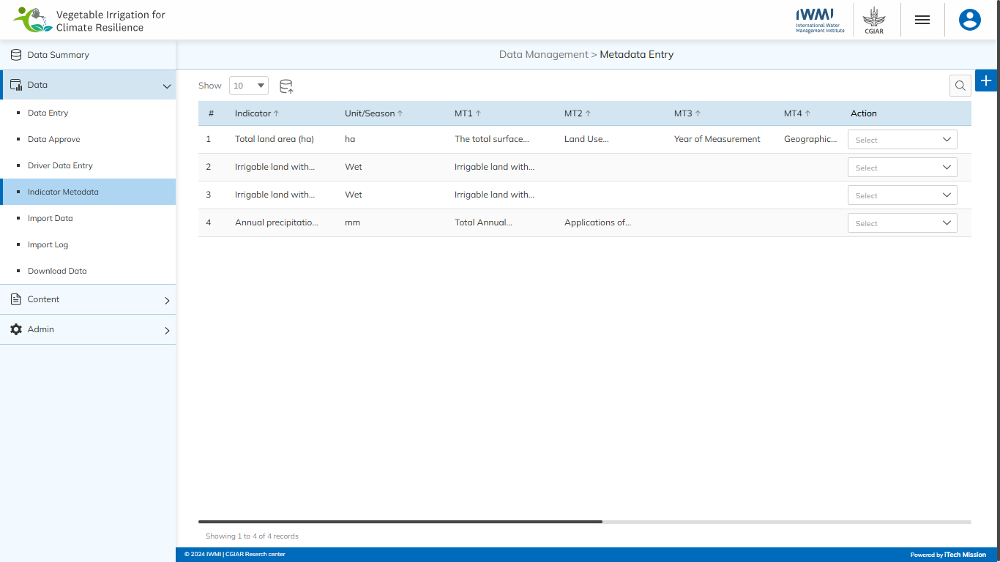 Vegetable Irrigation for
Climate Resilience
IWMI
International Water
Management Institute
CGIAR
Data Summary
Data
Data Entry
Data Approve
Driver Data Entry
Indicator Metadata
Import Data
Import Log
Download Data
Content
Admin
Data Management > Metadata Entry
Show 10
# Indicator Unit/Season MT1 MT2 MT3 MT4 Action
1 Total land area (ha) ha The total surface... Land Use... Year of Measurement Geographic... Select
2 Irrigable land with... Wet Irrigable land with... Select
3 Irrigable land with... Wet Irrigable land with... Select
4 Annual precipitatio... mm Total Annual... Applications of... Select
Showing 1 to 4 of 4 records
© 2024 IWMI | CGIAR Reserch center
Powered by iTech Mission